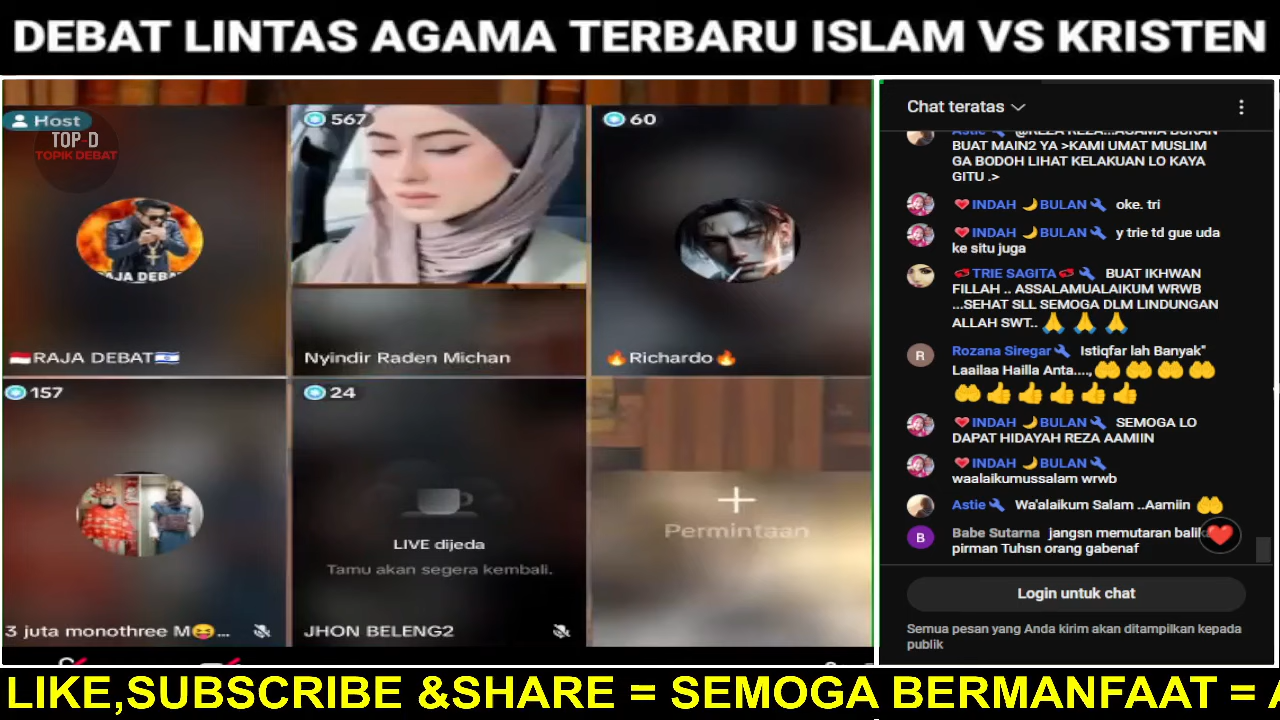 DEBAT LINTAS AGAMA TERBARU ISLAM VS KRISTEN
Host
TOP-D
TOPIK DEBAT
RAJA DEBAT
🇮🇩RAJA DEBAT🇮🇱
567
Nyindir Raden Michan
60
🔥Richardo🔥
157
3 juta monothree M😝...
24
LIVE dijeda
Tamu akan segera kembali.
JHON BELENG2
+
Permintaan
Chat teratas
Astie🔧 @REZA REZA...AGAMA BUKAN
BUAT MAIN2 YA >KAMI UMAT MUSLIM
GA BODOH LIHAT KELAKUAN LO KAYA
GITU .>
❤️INDAH 🌙BULAN🔧 oke. tri
❤️INDAH 🌙BULAN🔧 y trie td gue uda
ke situ juga
💋TRIE SAGITA💋🔧 BUAT IKHWAN
FILLAH .. ASSALAMUALAIKUM WRWB
...SEHAT SLL SEMOGA DLM LINDUNGAN
ALLAH SWT.. 🙏 🙏 🙏
R
Rozana Siregar🔧 Istiqfar lah Banyak"
Laailaa Hailla Anta....,🤲 🤲 🤲 🤲
🤲 👍 👍 👍 👍 👍
❤️INDAH 🌙BULAN🔧 SEMOGA LO
DAPAT HIDAYAH REZA AAMIIN
❤️INDAH 🌙BULAN🔧
waalaikumussalam wrwb
Astie🔧 Wa'alaikum Salam ..Aamiin 🤲
B
Babe Sutarna jangsn memutaran balik
pirman Tuhsn orang gabenaf
Login untuk chat
Semua pesan yang Anda kirim akan ditampilkan kepada
publik
LIKE,SUBSCRIBE &SHARE = SEMOGA BERMANFAAT =